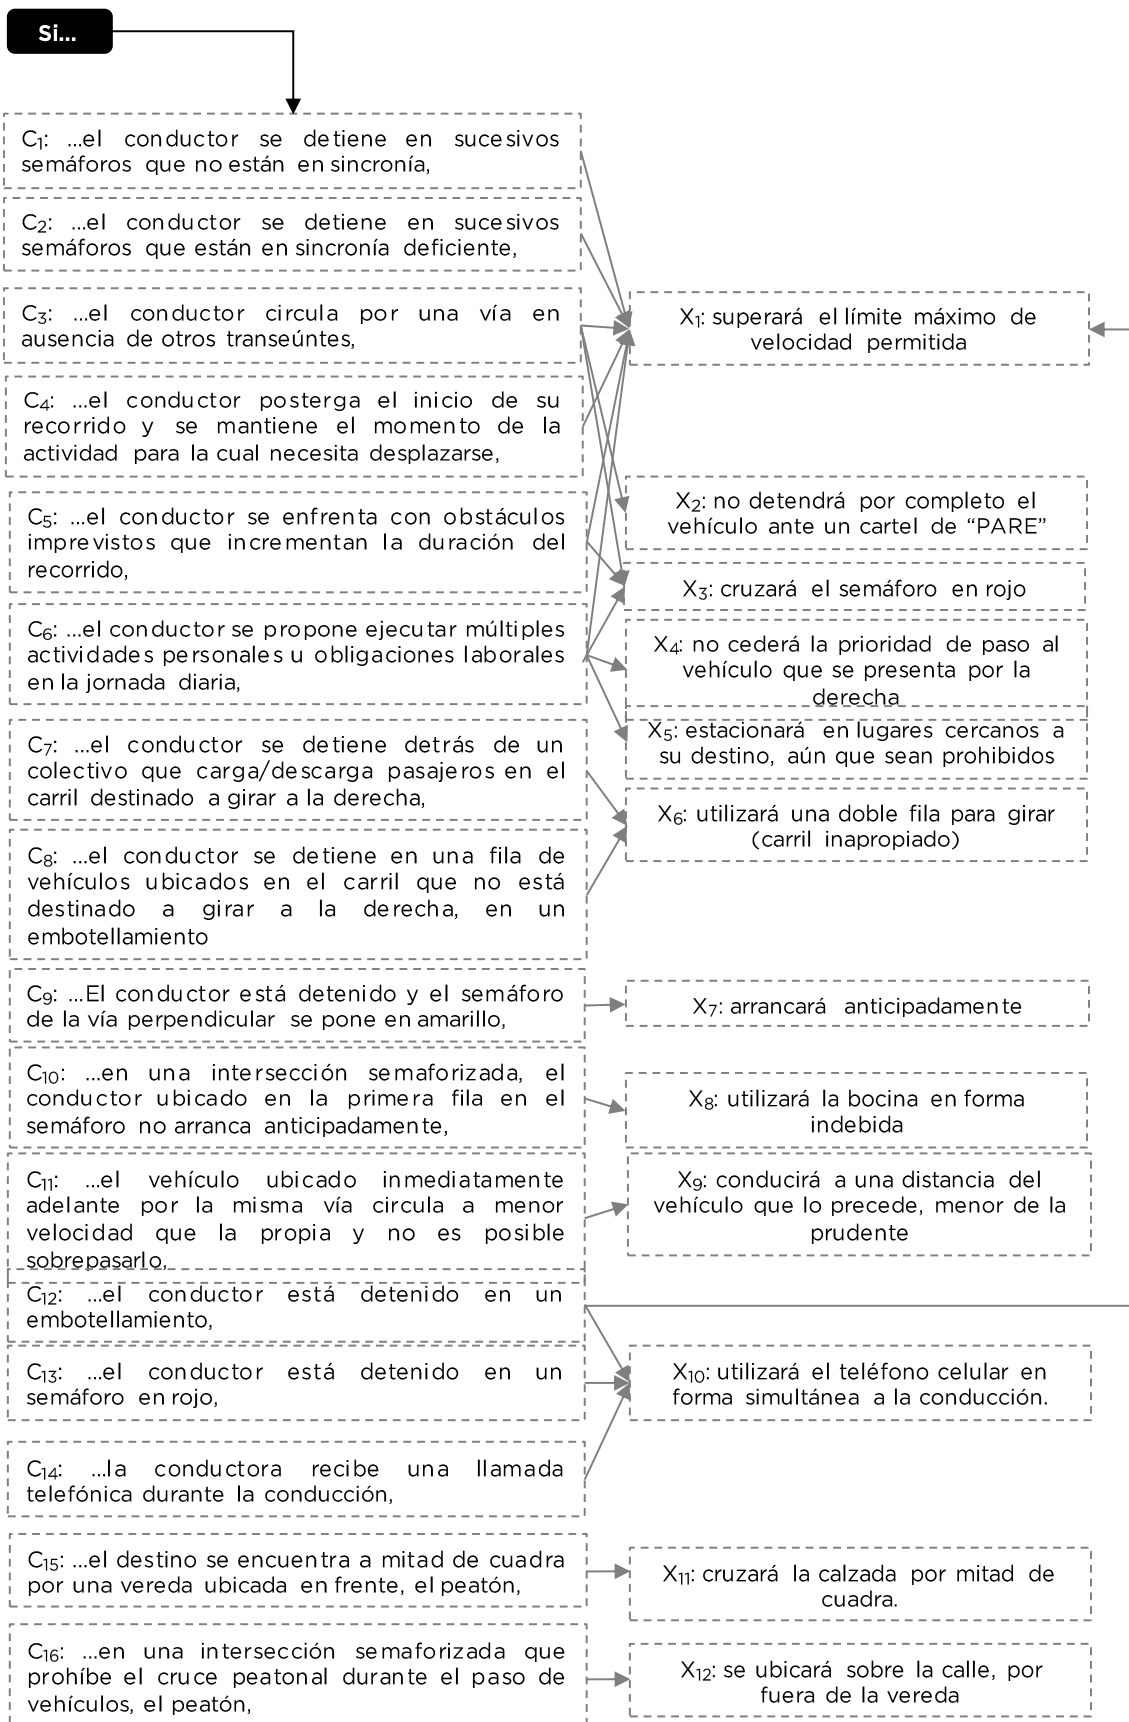 Si...
C₁: ...el conductor se detiene en sucesivos
semáforos que no están en sincronía,
C₂: ...el conductor se detiene en sucesivos
semáforos que están en sincronía deficiente,
C₃: ...el conductor circula por una vía en
ausencia de otros transeúntes,
C₄: ...el conductor posterga el inicio de su
recorrido y se mantiene el momento de la
actividad para la cual necesita desplazarse,
C₅: ...el conductor se enfrenta con obstáculos
imprevistos que incrementan la duración del
recorrido,
C₆: ...el conductor se propone ejecutar múltiples
actividades personales u obligaciones laborales
en la jornada diaria,
C₇: ...el conductor se detiene detrás de un
colectivo que carga/descarga pasajeros en el
carril destinado a girar a la derecha,
C₈: ...el conductor se detiene en una fila de
vehículos ubicados en el carril que no está
destinado a girar a la derecha, en un
embotellamiento
C₉: ...El conductor está detenido y el semáforo
de la vía perpendicular se pone en amarillo,
C₁₀: ...en una intersección semaforizada, el
conductor ubicado en la primera fila en el
semáforo no arranca anticipadamente,
C₁₁: ...el vehículo ubicado inmediatamente
adelante por la misma vía circula a menor
velocidad que la propia y no es posible
sobrepasarlo,
C₁₂: ...el conductor está detenido en un
embotellamiento,
C₁₃: ...el conductor está detenido en un
semáforo en rojo,
C₁₄: ...la conductora recibe una llamada
telefónica durante la conducción,
C₁₅: ...el destino se encuentra a mitad de cuadra
por una vereda ubicada en frente, el peatón,
C₁₆: ...en una intersección semaforizada que
prohíbe el cruce peatonal durante el paso de
vehículos, el peatón,
X₁: superará el límite máximo de
velocidad permitida
X₂: no detendrá por completo el
vehículo ante un cartel de “PARE”
X₃: cruzará el semáforo en rojo
X₄: no cederá la prioridad de paso al
vehículo que se presenta por la
derecha
X₅: estacionará en lugares cercanos a
su destino, aún que sean prohibidos
X₆: utilizará una doble fila para girar
(carril inapropiado)
X₇: arrancará anticipadamente
X₈: utilizará la bocina en forma
indebida
X₉: conducirá a una distancia del
vehículo que lo precede, menor de la
prudente
X₁₀: utilizará el teléfono celular en
forma simultánea a la conducción.
X₁₁: cruzará la calzada por mitad de
cuadra.
X₁₂: se ubicará sobre la calle, por
fuera de la vereda